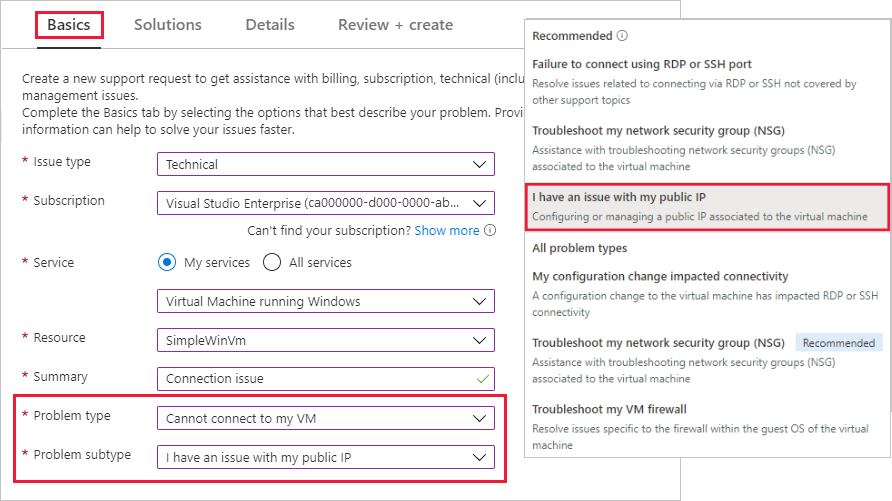 Basics
Solutions
Details
Review + create
Create a new support request to get assistance with billing, subscription, technical (inclu
management issues.
Complete the Basics tab by selecting the options that best describe your problem. Provi
information can help to solve your issues faster.
* Issue type
Technical
* Subscription
Visual Studio Enterprise (ca000000-d000-0000-ab...
Can't find your subscription? Show more
* Service
My services
All services
Virtual Machine running Windows
* Resource
SimpleWinVm
* Summary
Connection issue
* Problem type
Cannot connect to my VM
* Problem subtype
I have an issue with my public IP
Recommended
Failure to connect using RDP or SSH port
Resolve issues related to connecting via RDP or SSH not covered by
other support topics
Troubleshoot my network security group (NSG)
Assistance with troubleshooting network security groups (NSG)
associated to the virtual machine
I have an issue with my public IP
Configuring or managing a public IP associated to the virtual machine
All problem types
My configuration change impacted connectivity
A configuration change to the virtual machine has impacted RDP or SSH
connectivity
Troubleshoot my network security group (NSG)
Recommended
Assistance with troubleshooting network security groups (NSG)
associated to the virtual machine
Troubleshoot my VM firewall
Resolve issues specific to the firewall within the guest OS of the virtual
machine